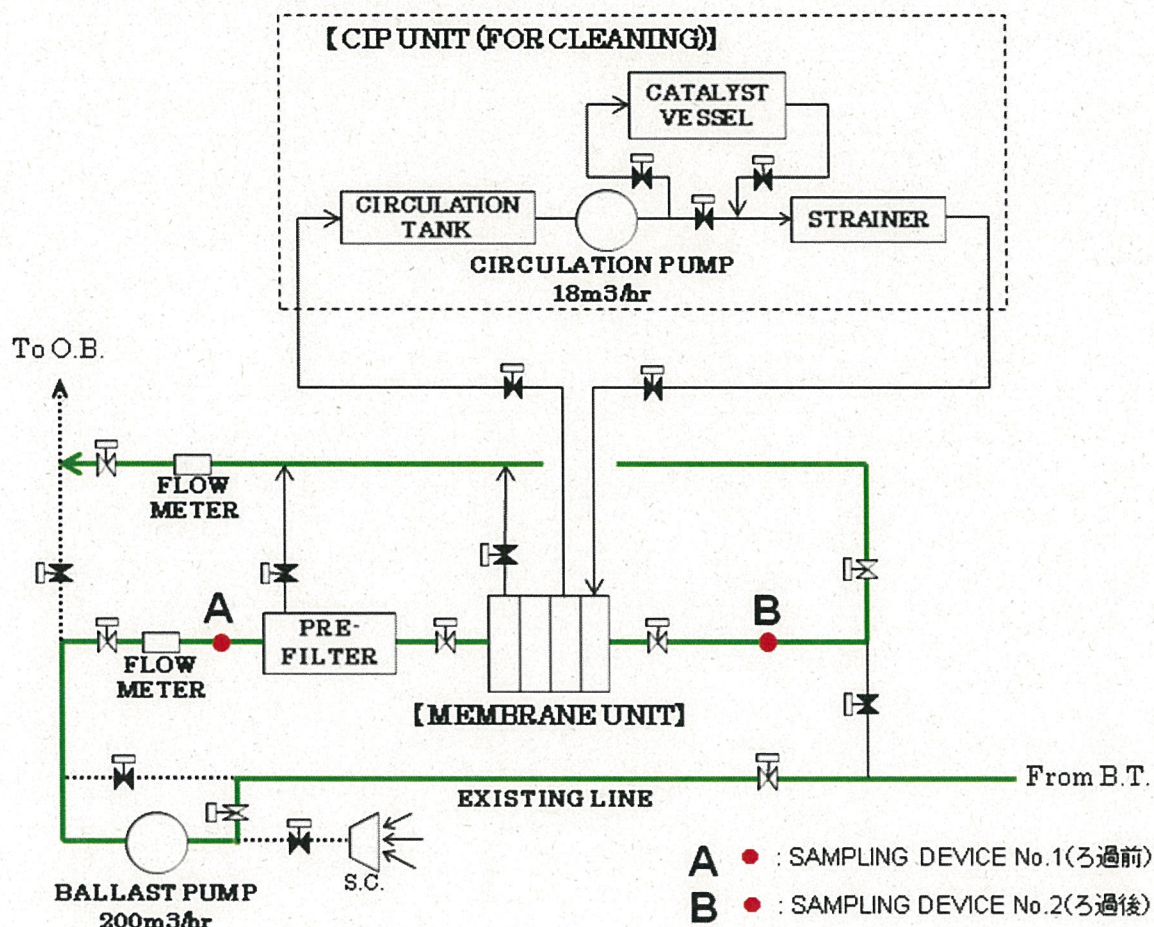 【CIP UNIT (FOR CLEANING)】
CATALYST
VESSEL
CIRCULATION
TANK
STRAINER
CIRCULATION PUMP
18m3/hr
To O.B.
FLOW
METER
A
B
PRE-
FILTER
FLOW
METER
【MEMBRANE UNIT】
From B.T.
EXISTING LINE
S.C.
BALLAST PUMP
200m3/hr
A ● : SAMPLING DEVICE No.1(ろ過前)
B ● : SAMPLING DEVICE No.2(ろ過後)